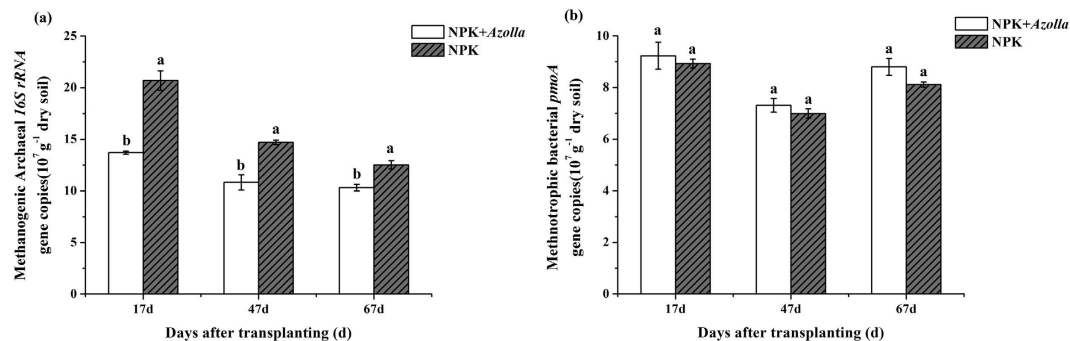 (a)
NPK+Azolla
NPK
Methanogenic Archaeal 16S rRNA
gene copies(10⁷ g⁻¹ dry soil)
25
20
15
10
5
0
b
a
b
a
b
a
17d
47d
67d
Days after transplanting (d)
(b)
NPK+Azolla
NPK
Methnotrophic bacterial pmoA
gene copies(10⁷ g⁻¹ dry soil)
10
8
6
4
2
0
a
a
a
a
a
a
17d
47d
67d
Days after transplanting (d)